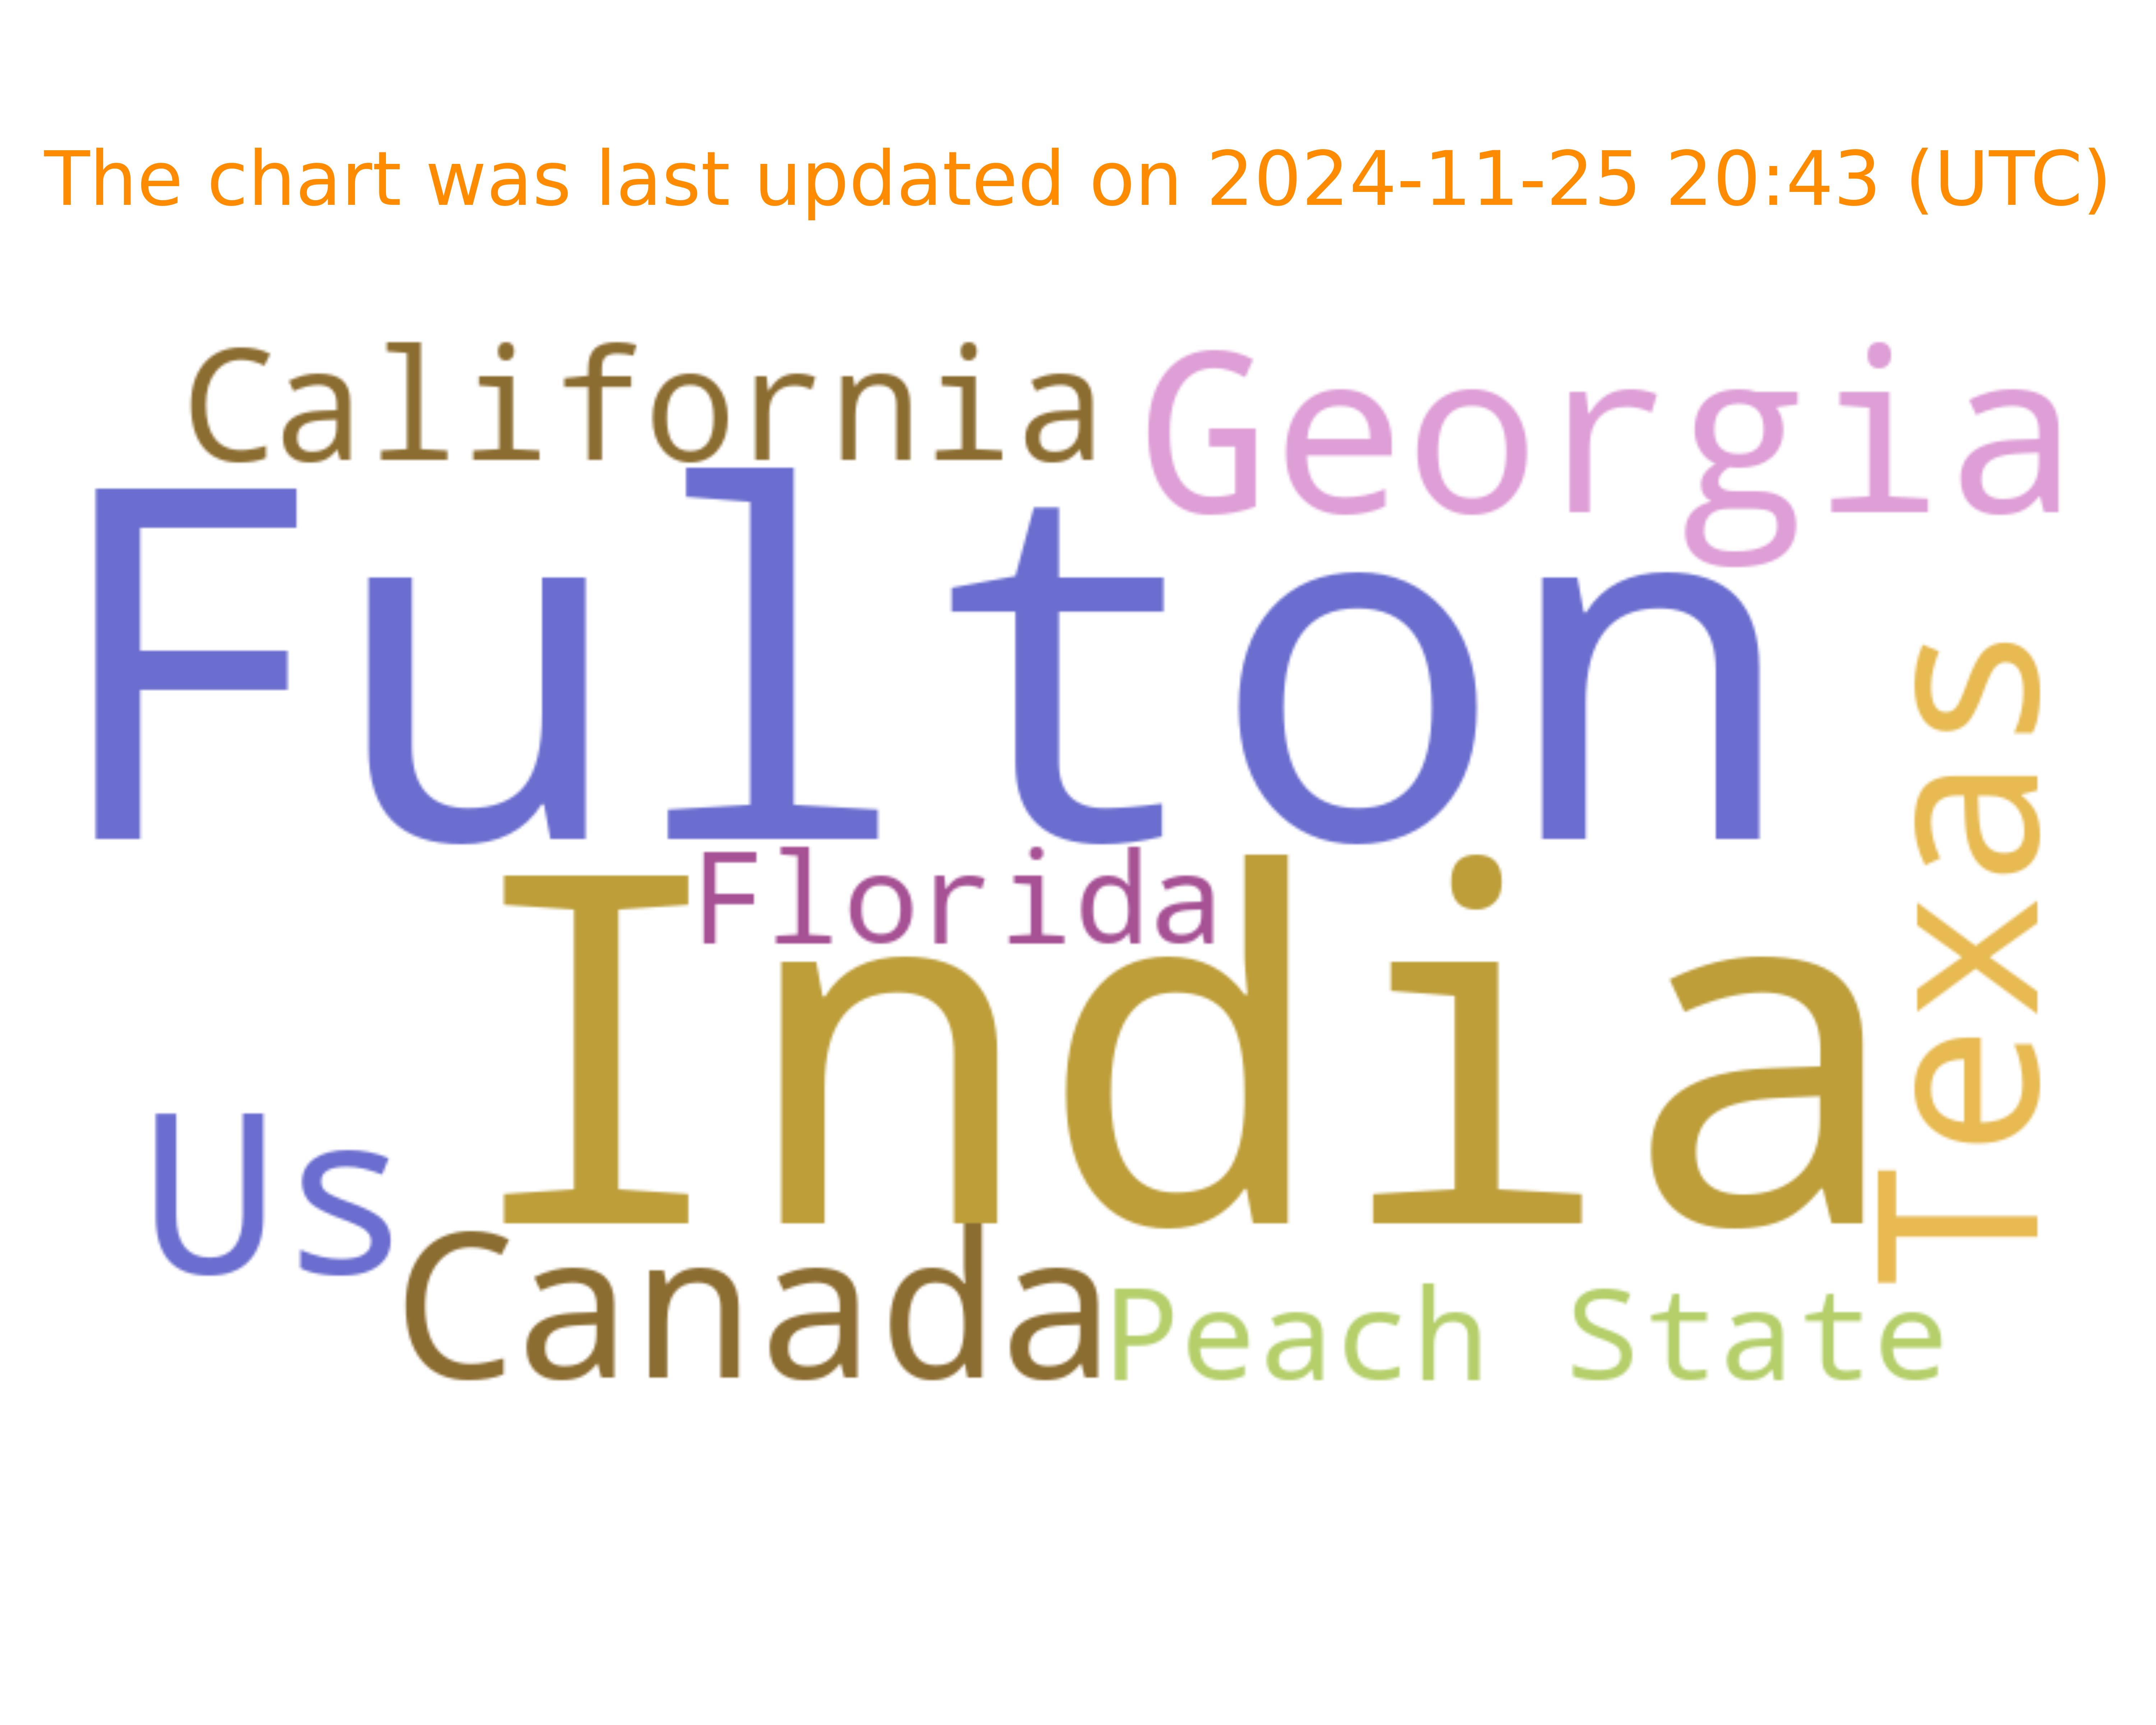 The chart was last updated on 2024-11-25 20:43 (UTC)
California
Georgia
Fulton
Texas
Florida
India
Us
Canada
Peach State